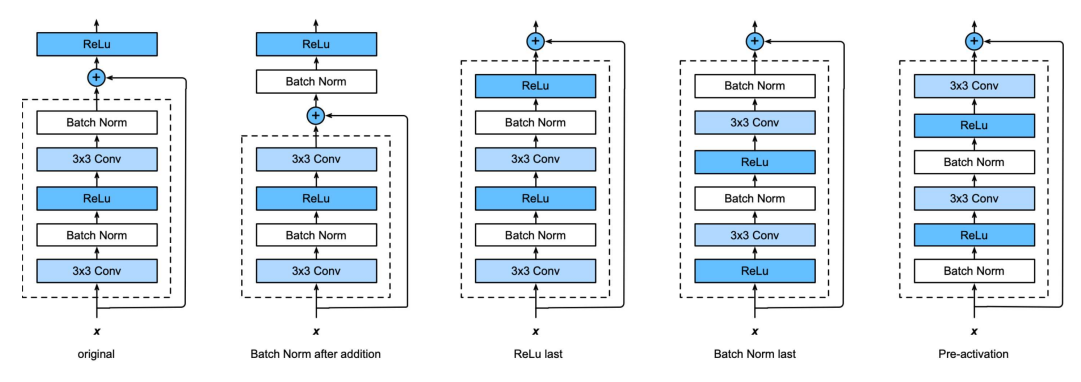 ReLu
+
Batch Norm
3x3 Conv
ReLu
Batch Norm
3x3 Conv
x
original
ReLu
Batch Norm
+
3x3 Conv
ReLu
Batch Norm
3x3 Conv
x
Batch Norm after addition
+
ReLu
Batch Norm
3x3 Conv
ReLu
Batch Norm
3x3 Conv
x
ReLu last
+
Batch Norm
3x3 Conv
ReLu
Batch Norm
3x3 Conv
ReLu
x
Batch Norm last
+
3x3 Conv
ReLu
Batch Norm
3x3 Conv
ReLu
Batch Norm
x
Pre-activation